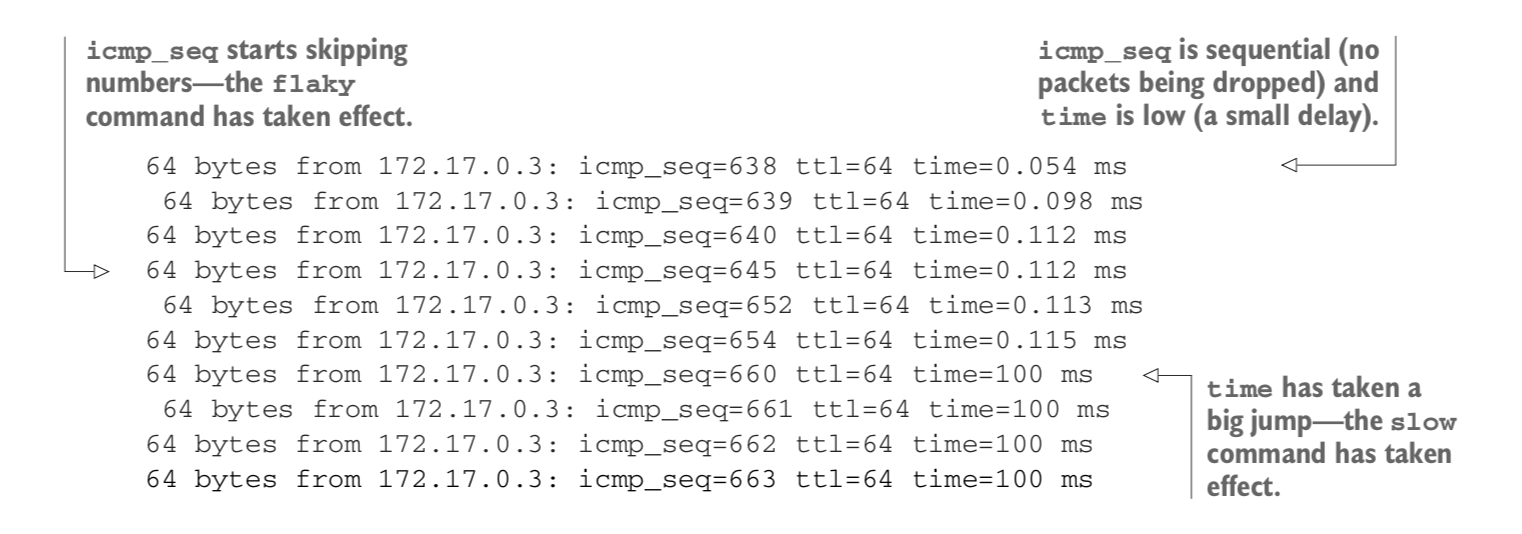 icmp_seq starts skipping
numbers—the flaky
command has taken effect.
icmp_seq is sequential (no
packets being dropped) and
time is low (a small delay).
64 bytes from 172.17.0.3: icmp_seq=638 ttl=64 time=0.054 ms
64 bytes from 172.17.0.3: icmp_seq=639 ttl=64 time=0.098 ms
64 bytes from 172.17.0.3: icmp_seq=640 ttl=64 time=0.112 ms
64 bytes from 172.17.0.3: icmp_seq=645 ttl=64 time=0.112 ms
64 bytes from 172.17.0.3: icmp_seq=652 ttl=64 time=0.113 ms
64 bytes from 172.17.0.3: icmp_seq=654 ttl=64 time=0.115 ms
64 bytes from 172.17.0.3: icmp_seq=660 ttl=64 time=100 ms
64 bytes from 172.17.0.3: icmp_seq=661 ttl=64 time=100 ms
64 bytes from 172.17.0.3: icmp_seq=662 ttl=64 time=100 ms
64 bytes from 172.17.0.3: icmp_seq=663 ttl=64 time=100 ms
time has taken a
big jump—the slow
command has taken
effect.